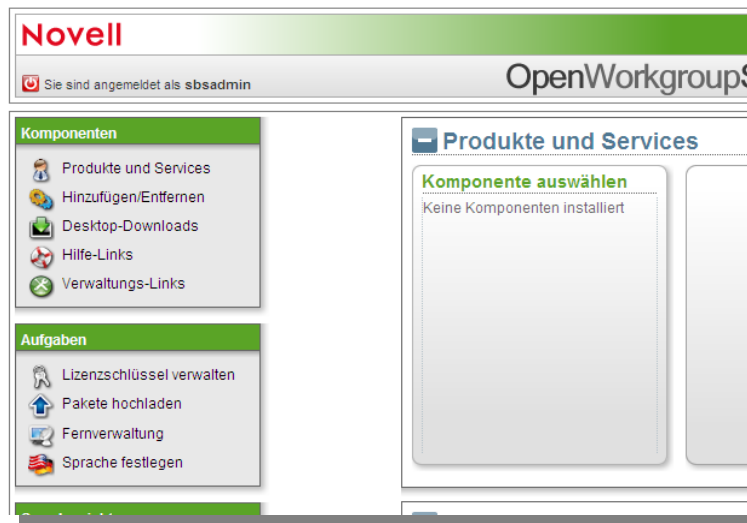 Novell
Sie sind angemeldet als sbsadmin
OpenWorkgroup
Komponenten
Produkte und Services
Hinzufügen/Entfernen
Desktop-Downloads
Hilfe-Links
Verwaltungs-Links
Aufgaben
Lizenzschlüssel verwalten
Pakete hochladen
Fernverwaltung
Sprache festlegen
Produkte und Services
Komponente auswählen
Keine Komponenten installiert